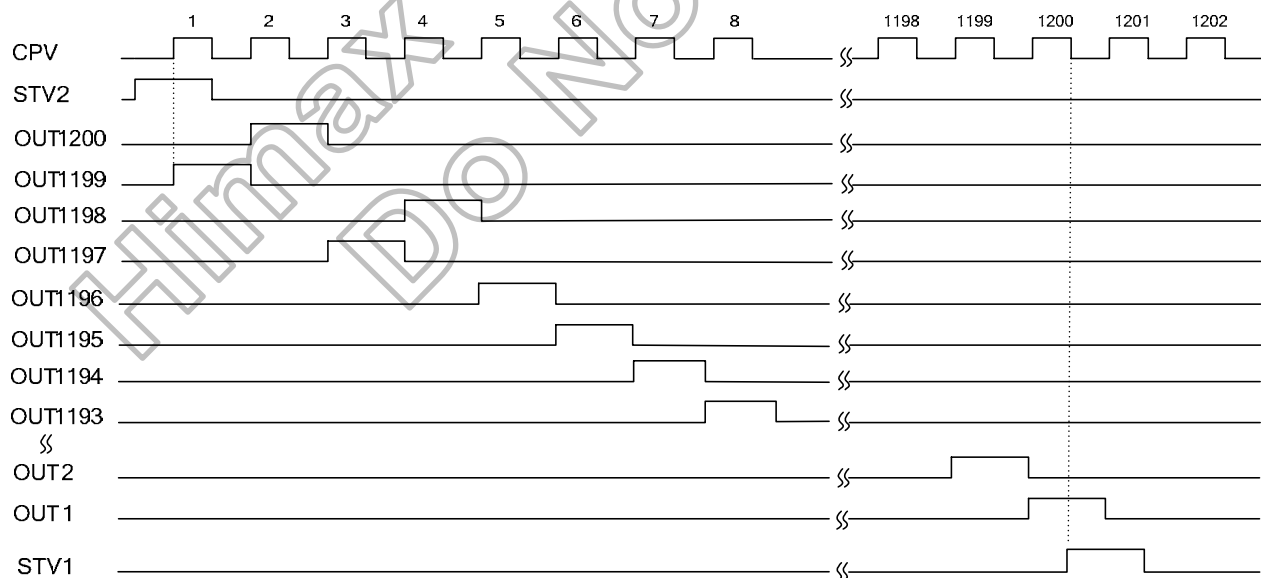 1 2 3 4 5 6 7 8 1198 1199 1200 1201 1202
CPV
STV2
OUT1200
OUT1199
OUT1198
OUT1197
OUT1196
OUT1195
OUT1194
OUT1193
OUT2
OUT1
STV1
Himax
Do No